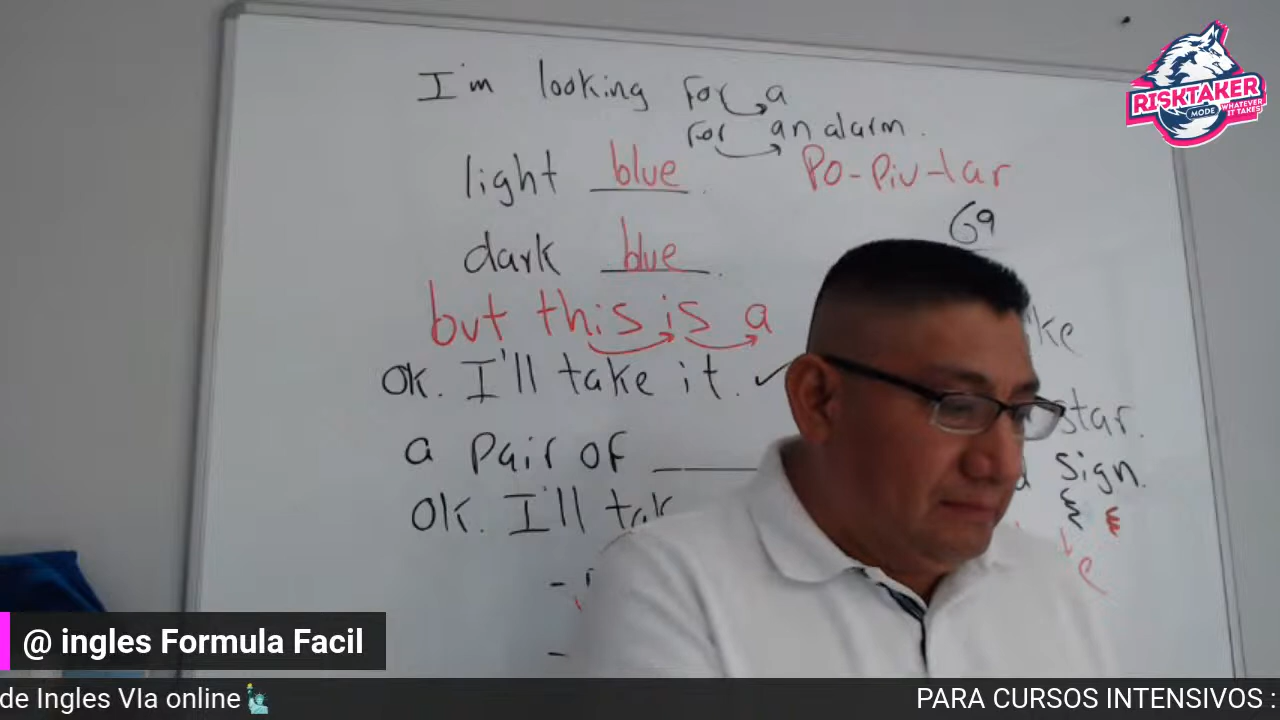 I'm looking for a
for an alarm.
light blue.
PO-Piu-lar
69
dark blue.
but this is a
ke
OK. I'll take it. ✓
star.
a pair of
sign.
OK. I'll
e
RISKTAKER
MODE
WHATEVER IT TAKES
@ ingles Formula Facil
de Ingles VIa online🗽
PARA CURSOS INTENSIVOS :